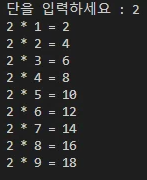 단을 입력하세요 : 2
2 * 1 = 2
2 * 2 = 4
2 * 3 = 6
2 * 4 = 8
2 * 5 = 10
2 * 6 = 12
2 * 7 = 14
2 * 8 = 16
2 * 9 = 18